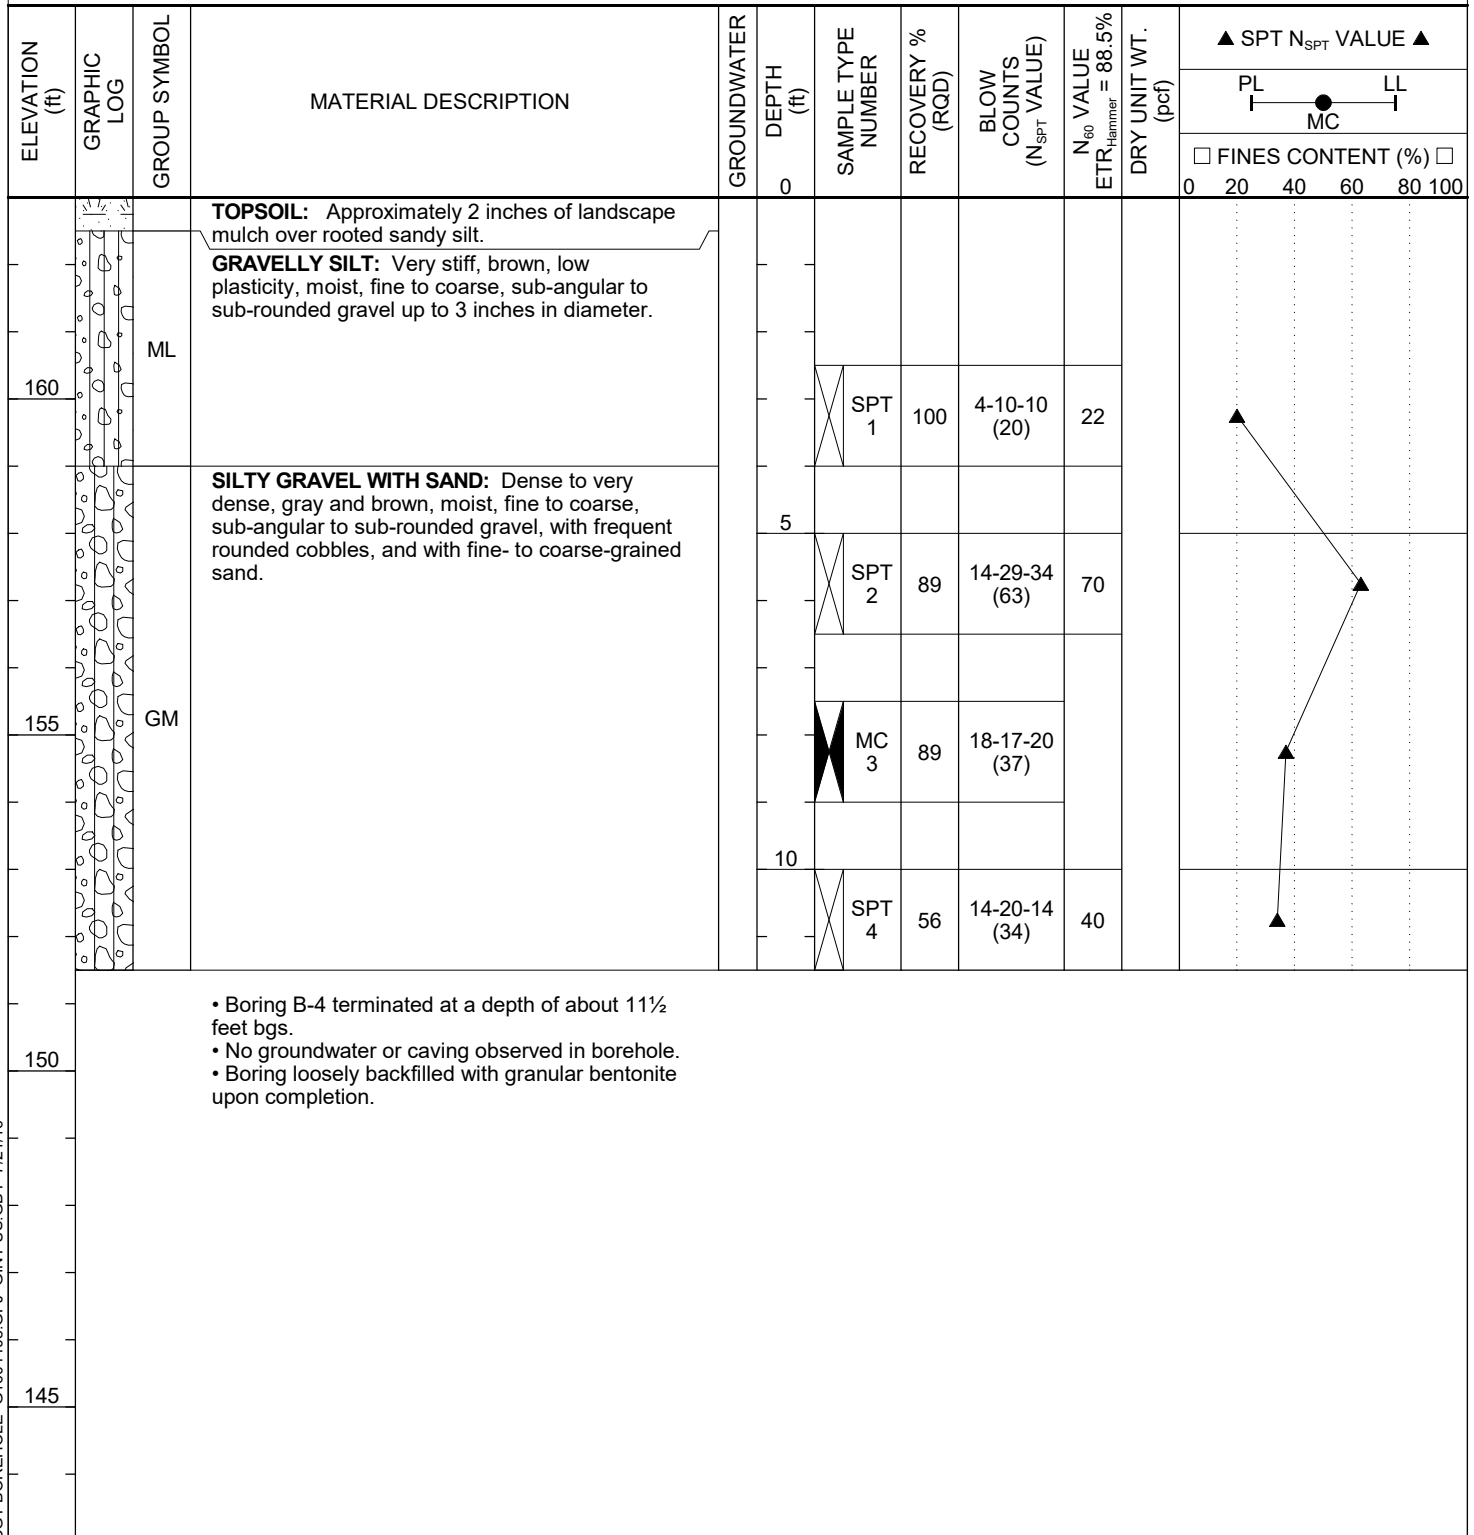 ELEVATION
(ft)
GRAPHIC
LOG
GROUP SYMBOL
MATERIAL DESCRIPTION
GROUNDWATER
DEPTH
(ft)
0
SAMPLE TYPE
NUMBER
RECOVERY %
(RQD)
BLOW
COUNTS
(N_SPT VALUE)
N_60 VALUE
ETR_Hammer = 88.5%
DRY UNIT WT.
(pcf)
▲ SPT N_SPT VALUE ▲
PL LL
MC
□ FINES CONTENT (%) □
0 20 40 60 80 100
TOPSOIL: Approximately 2 inches of landscape
mulch over rooted sandy silt.
GRAVELLY SILT: Very stiff, brown, low
plasticity, moist, fine to coarse, sub-angular to
sub-rounded gravel up to 3 inches in diameter.
ML
160
SPT
1
100
4-10-10
(20)
22
SILTY GRAVEL WITH SAND: Dense to very
dense, gray and brown, moist, fine to coarse,
sub-angular to sub-rounded gravel, with frequent
rounded cobbles, and with fine- to coarse-grained
sand.
5
SPT
2
89
14-29-34
(63)
70
GM
155
MC
3
89
18-17-20
(37)
10
SPT
4
56
14-20-14
(34)
40
• Boring B-4 terminated at a depth of about 11½
feet bgs.
• No groundwater or caving observed in borehole.
• Boring loosely backfilled with granular bentonite
upon completion.
150
145